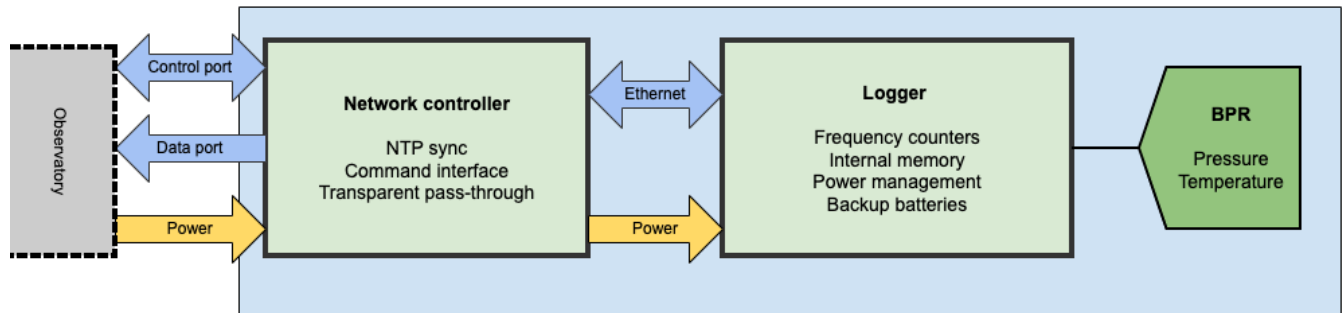 Observatory
Control port
Data port
Power
Network controller
NTP sync
Command interface
Transparent pass-through
Ethernet
Power
Logger
Frequency counters
Internal memory
Power management
Backup batteries
BPR
Pressure
Temperature